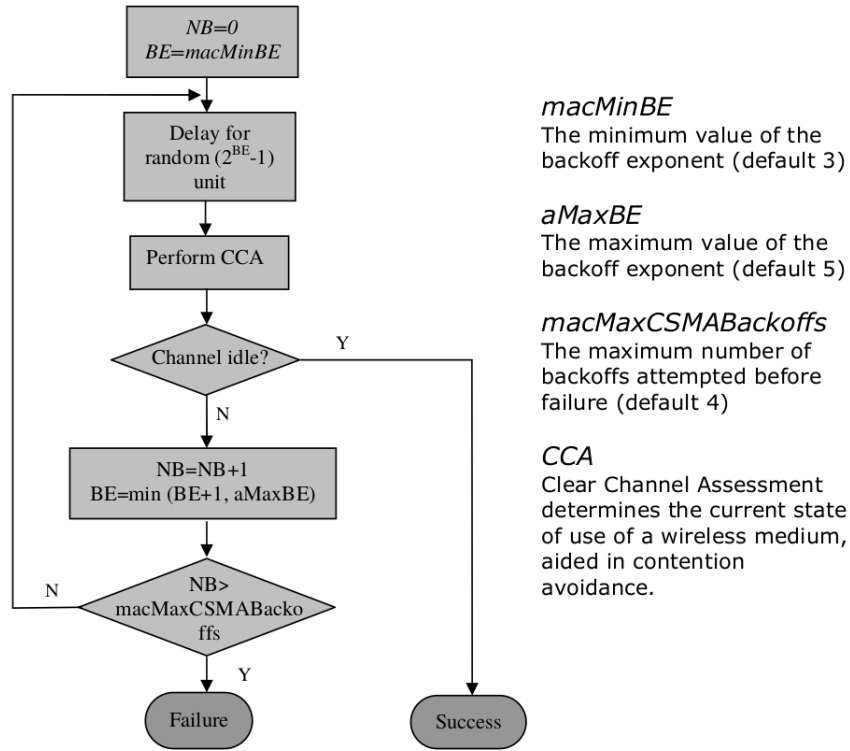 NB=0
BE=macMinBE
Delay for
random (2^BE-1)
unit
Perform CCA
Channel idle?
Y
N
NB=NB+1
BE=min (BE+1, aMaxBE)
N
NB>
macMaxCSMABacko
ffs
Y
Failure
Success
macMinBE
The minimum value of the
backoff exponent (default 3)
aMaxBE
The maximum value of the
backoff exponent (default 5)
macMaxCSMABackoffs
The maximum number of
backoffs attempted before
failure (default 4)
CCA
Clear Channel Assessment
determines the current state
of use of a wireless medium,
aided in contention
avoidance.